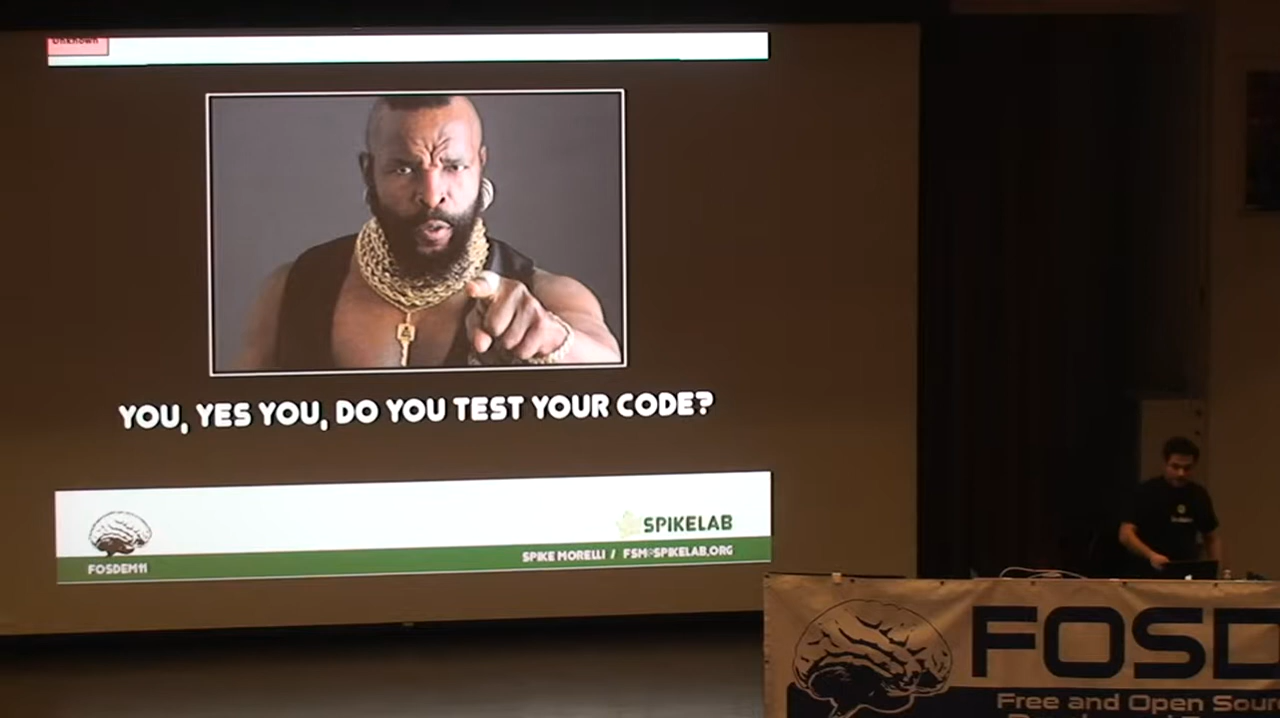 Unknown
YOU, YES YOU, DO YOU TEST YOUR CODE?
SPIKELAB
SPIKE MORELLI / FSM@SPIKELAB.ORG
FOSDEM11
FOSD
Free and Open Sour